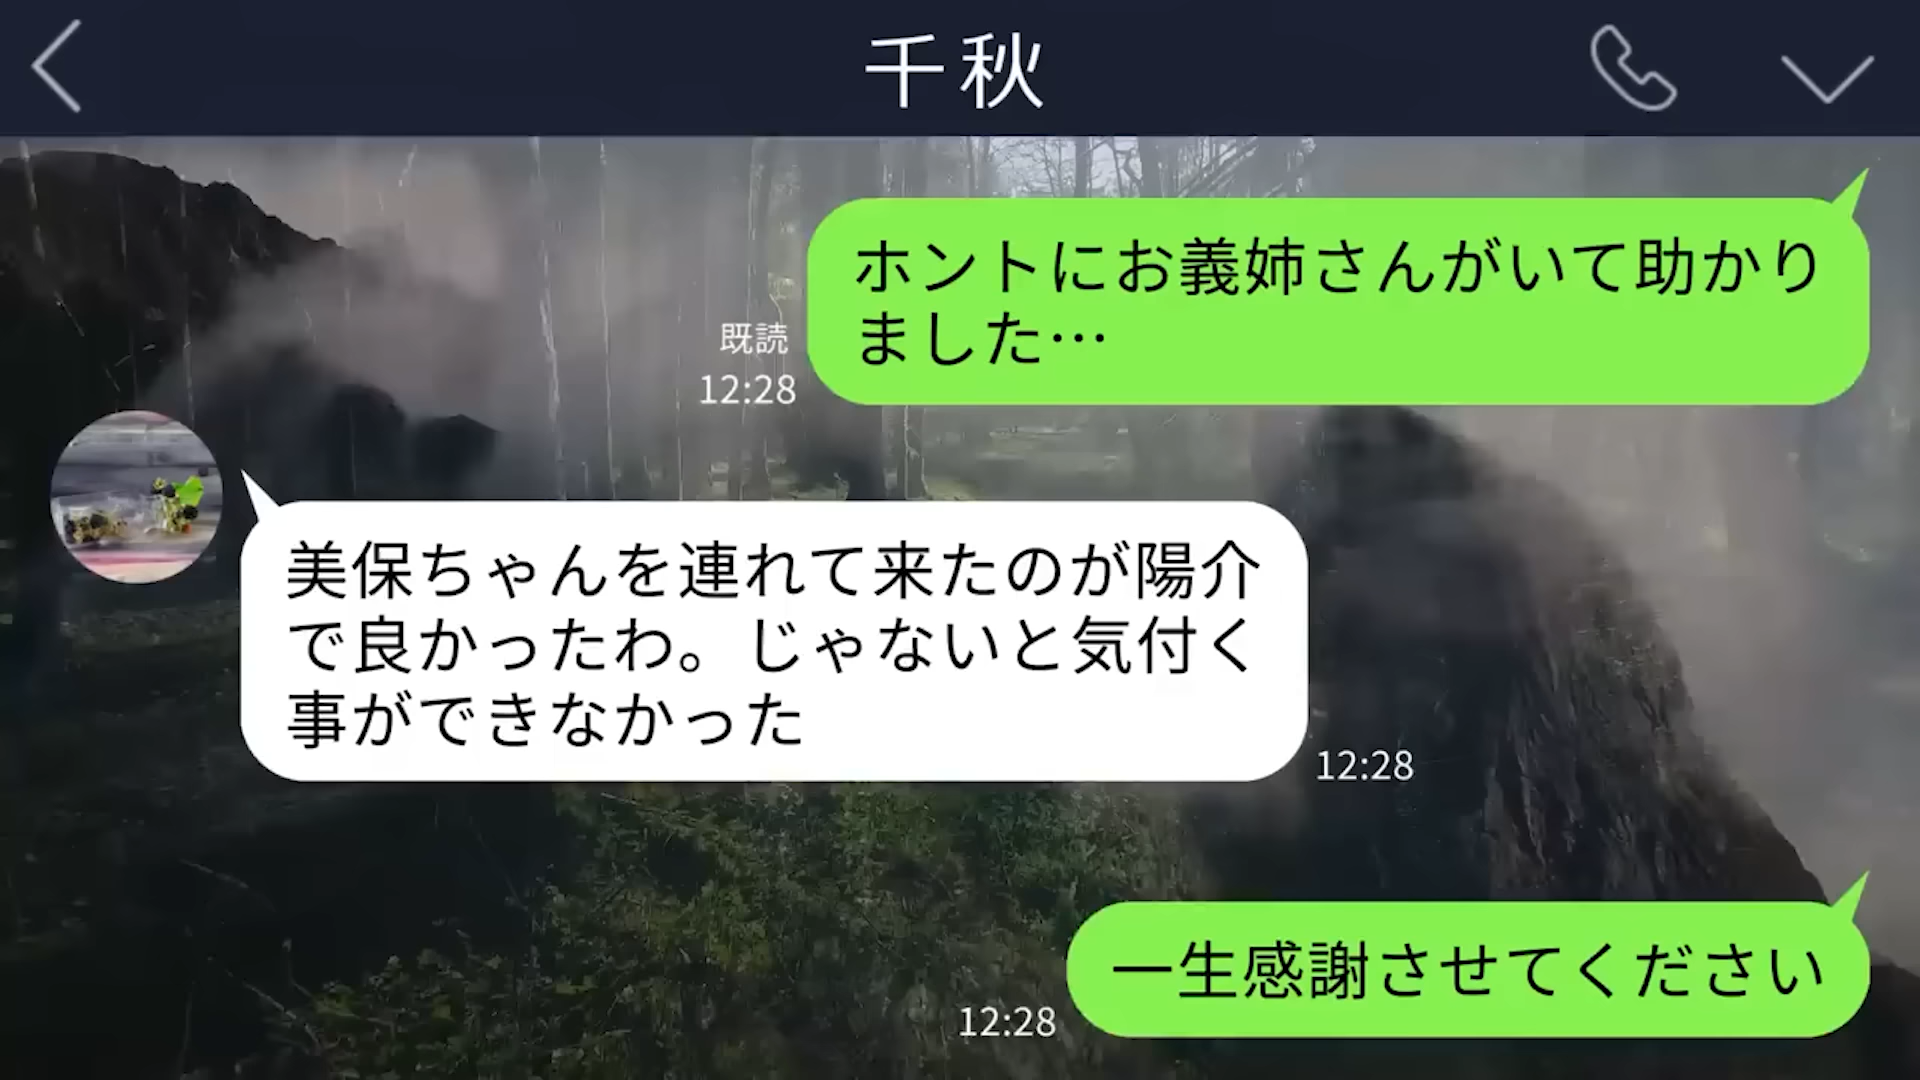 千秋
ホントにお義姉さんがいて助かり
ました…
既読
12:28
美保ちゃんを連れて来たのが陽介
で良かったわ。じゃないと気付く
事ができなかった
12:28
一生感謝させてください
12:28